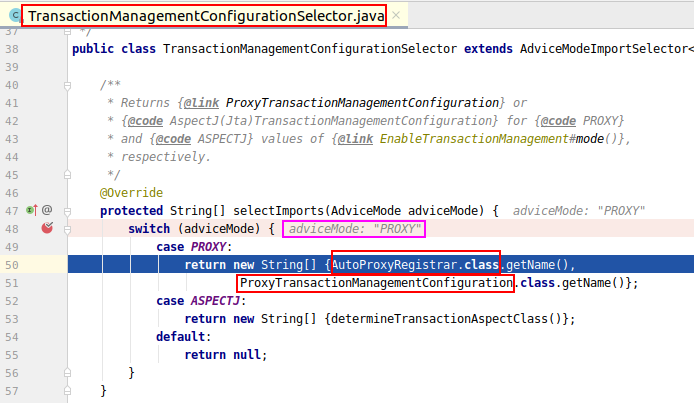 TransactionManagementConfigurationSelector.java
37 */
38 public class TransactionManagementConfigurationSelector extends AdviceModeImportSelector<
39
40 /**
41 * Returns {@link ProxyTransactionManagementConfiguration} or
42 * {@code AspectJ(Jta)TransactionManagementConfiguration} for {@code PROXY}
43 * and {@code ASPECTJ} values of {@link EnableTransactionManagement#mode()},
44 * respectively.
45 */
46 @Override
47 @ protected String[] selectImports(AdviceMode adviceMode) { adviceMode: "PROXY"
48 switch (adviceMode) { adviceMode: "PROXY"
49 case PROXY:
50 return new String[] {AutoProxyRegistrar.class.getName(),
51 ProxyTransactionManagementConfiguration.class.getName()};
52 case ASPECTJ:
53 return new String[] {determineTransactionAspectClass()};
54 default:
55 return null;
56 }
57 }